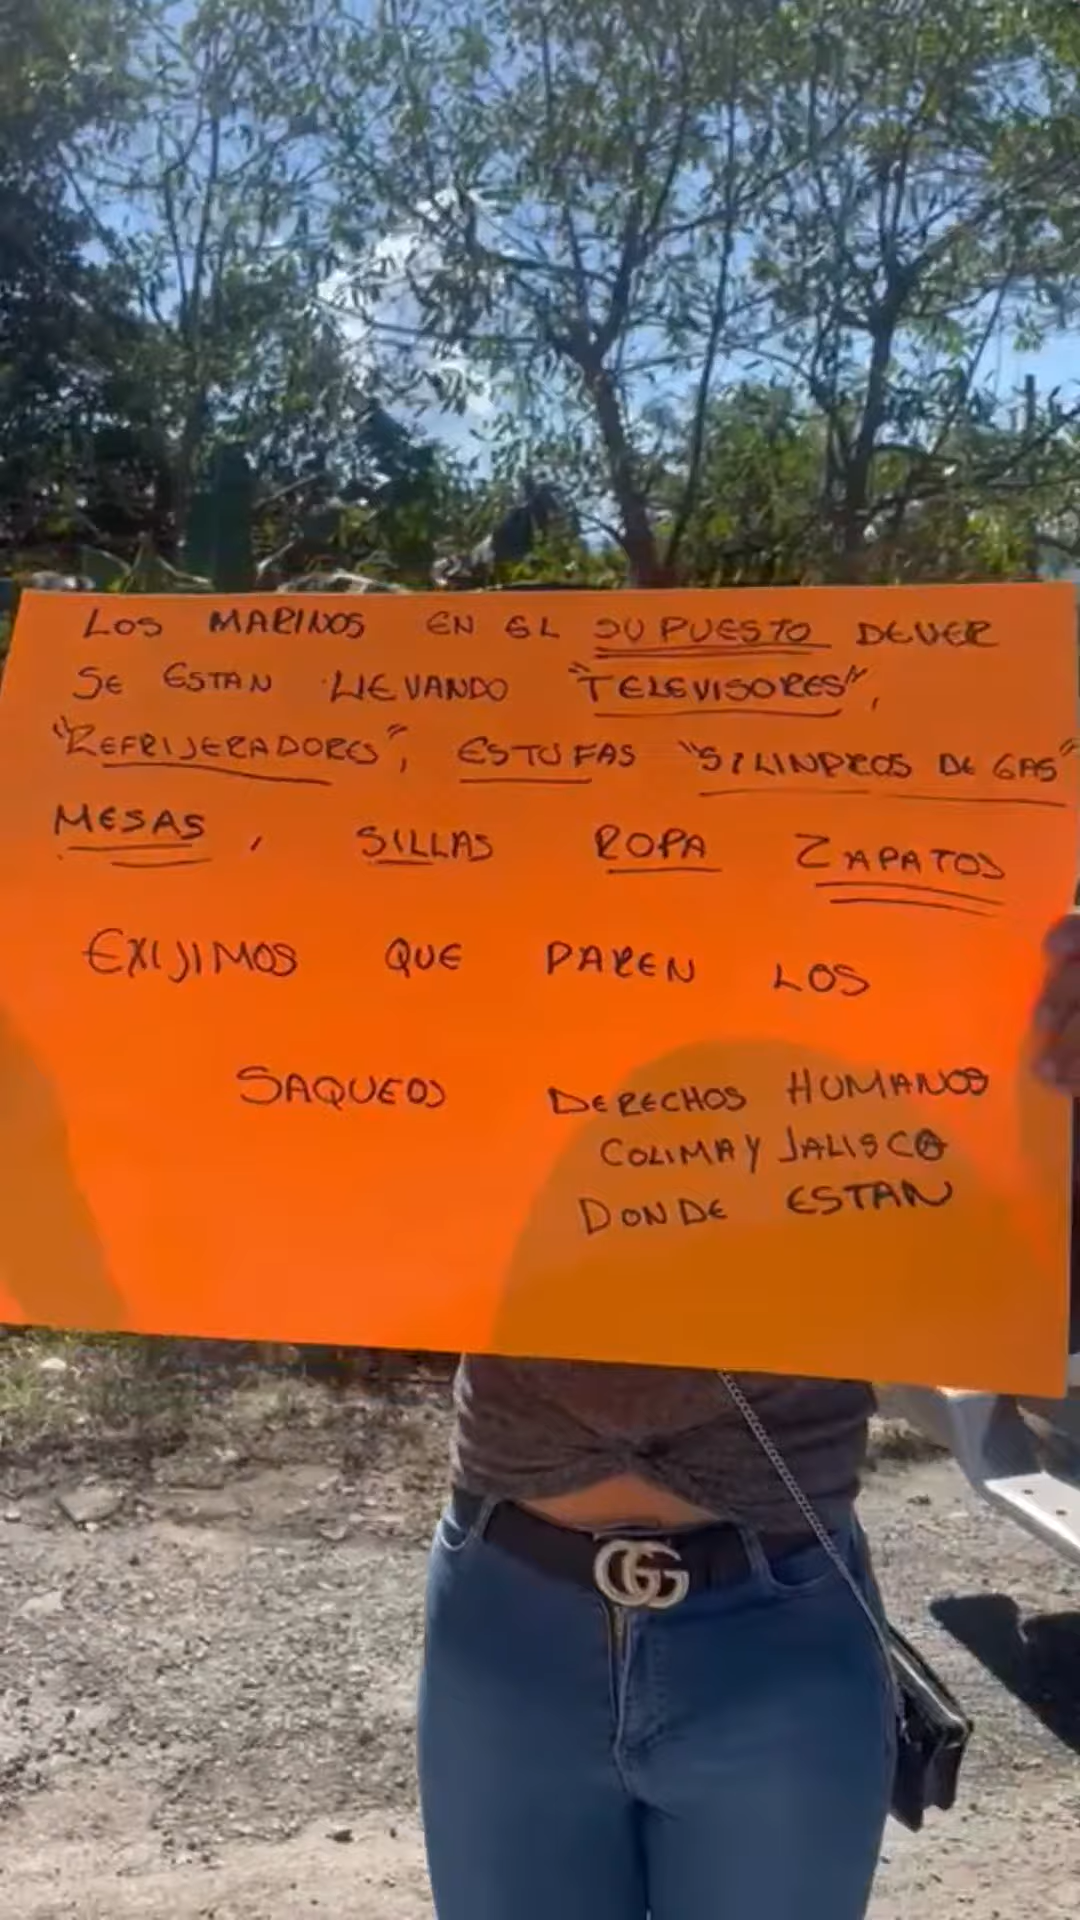 LOS MARINOS EN EL SUPUESTO DEVER
SE ESTAN LLEVANDO "TELEVISORES",
"REFRIJERADORES", ESTUFAS "SILINDROS DE GAS"
MESAS, SILLAS ROPA ZAPATOS
EXIJIMOS QUE PAREN LOS
SAQUEOS DERECHOS HUMANOS
COLIMA Y JALISCO
DONDE ESTAN
GG